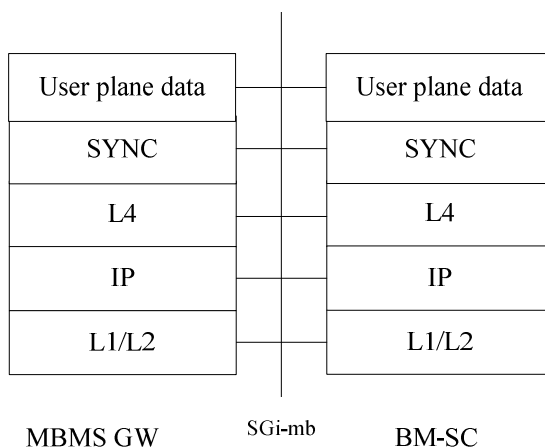 User plane data
User plane data
SYNC
SYNC
L4
L4
IP
IP
L1/L2
L1/L2
MBMS GW
SGi-mb
BM-SC